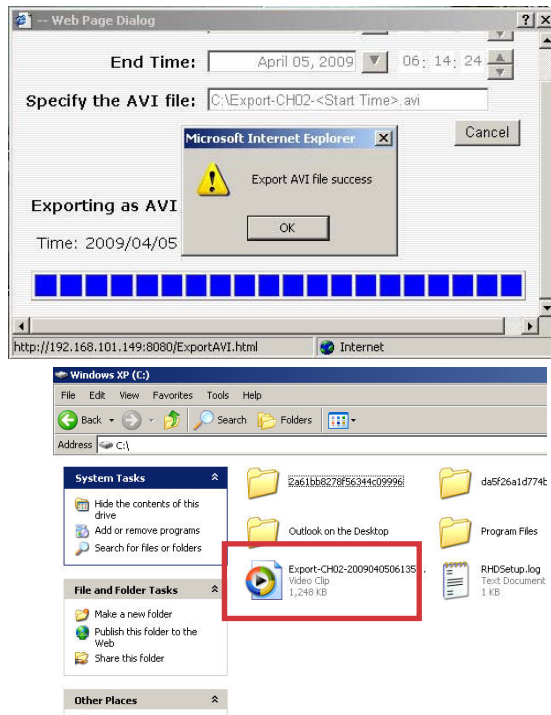 -- Web Page Dialog
End Time: April 05, 2009 06: 14: 24
Specify the AVI file: C:\Export-CH02-<Start Time>.avi
Cancel
Microsoft Internet Explorer
Export AVI file success
OK
Exporting as AVI
Time: 2009/04/05
http://192.168.101.149:8080/ExportAVI.html Internet
Windows XP (C:)
File Edit View Favorites Tools Help
Back Search Folders
Address C:\
System Tasks
Hide the contents of this drive
Add or remove programs
Search for files or folders
File and Folder Tasks
Make a new folder
Publish this folder to the Web
Share this folder
Other Places
2a61bb8278f56344c09996
da5f26a1d774b
Outlook on the Desktop
Program Files
Export-CH02-2009040506135...
Video Clip
1,248 KB
RHDSetup.log
Text Document
1 KB